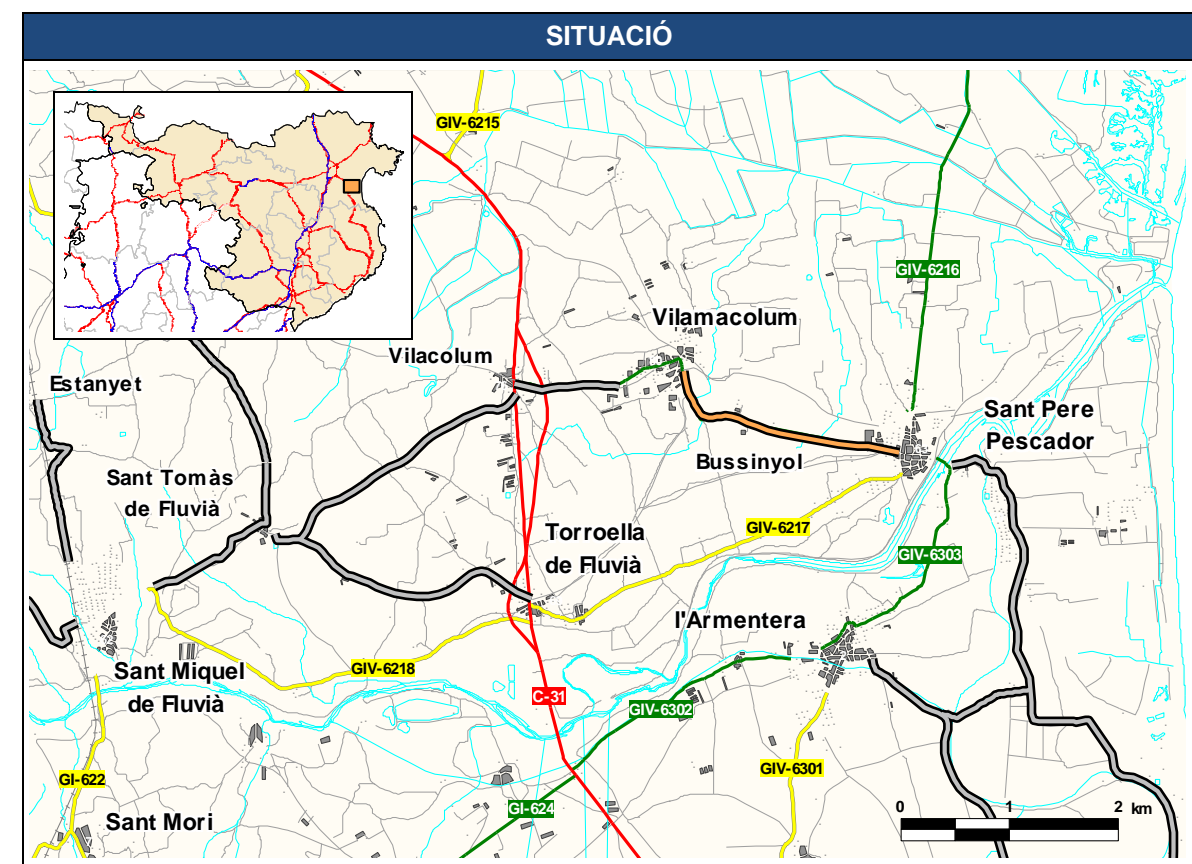 SITUACIÓ
GIV-6215
GIV-6216
Vilamacolum
Vilacolum
Estanyet
Sant Pere
Pescador
Bussinyol
Sant Tomàs
de Fluvià
GIV-6217
Torroella
de Fluvià
GIV-6303
l'Armentera
Sant Miquel
de Fluvià
GIV-6218
C-31
GIV-6302
GIV-6301
GI-622
GI-624
Sant Mori
0 1 2 km